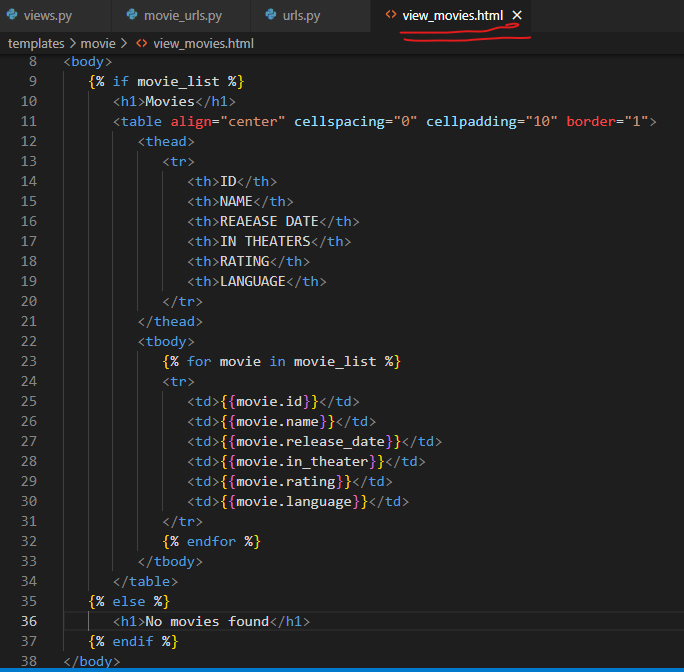 views.py movie_urls.py urls.py <> view_movies.html ×
templates > movie > <> view_movies.html
8 <body>
9 {% if movie_list %}
10 <h1>Movies</h1>
11 <table align="center" cellspacing="0" cellpadding="10" border="1">
12 <thead>
13 <tr>
14 <th>ID</th>
15 <th>NAME</th>
16 <th>REAEASE DATE</th>
17 <th>IN THEATERS</th>
18 <th>RATING</th>
19 <th>LANGUAGE</th>
20 </tr>
21 </thead>
22 <tbody>
23 {% for movie in movie_list %}
24 <tr>
25 <td>{{movie.id}}</td>
26 <td>{{movie.name}}</td>
27 <td>{{movie.release_date}}</td>
28 <td>{{movie.in_theater}}</td>
29 <td>{{movie.rating}}</td>
30 <td>{{movie.language}}</td>
31 </tr>
32 {% endfor %}
33 </tbody>
34 </table>
35 {% else %}
36 <h1>No movies found</h1>
37 {% endif %}
38 </body>